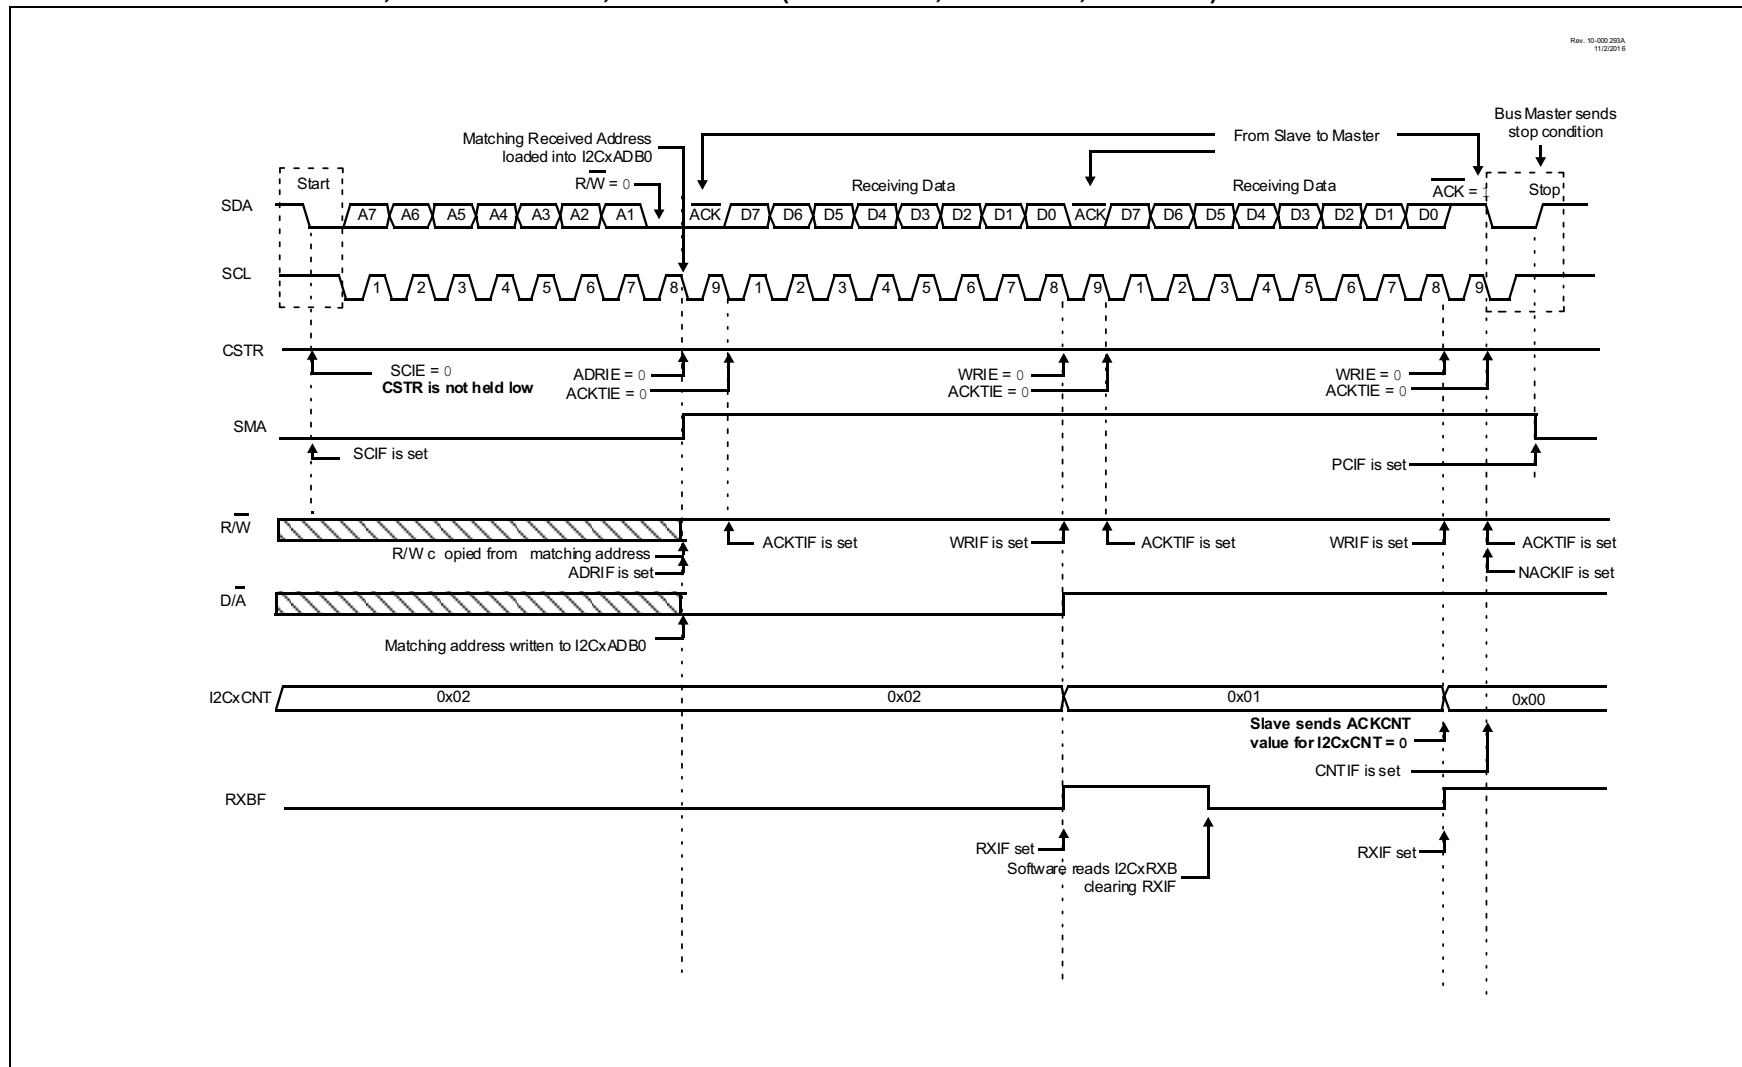 Rev. 10-000 293A
11/2/2016
Bus Master sends
stop condition
Matching Received Address
loaded into I2CxADB0
From Slave to Master
R/W = 0
Start
Receiving Data
Receiving Data
ACK =
Stop
SDA
A7 A6 A5 A4 A3 A2 A1 ACK D7 D6 D5 D4 D3 D2 D1 D0 ACK D7 D6 D5 D4 D3 D2 D1 D0
SCL
1 2 3 4 5 6 7 8 9 1 2 3 4 5 6 7 8 9 1 2 3 4 5 6 7 8 9
CSTR
SCIE = 0
CSTR is not held low
ADRIE = 0
ACKTIE = 0
WRIE = 0
ACKTIE = 0
WRIE = 0
ACKTIE = 0
SMA
SCIF is set
PCIF is set
R/W
ACKTIF is set
WRIF is set
ACKTIF is set
WRIF is set
ACKTIF is set
R/W c opied from matching address
ADRIF is set
NACKIF is set
D/A
Matching address written to I2CxADB0
I2CxCNT
0x02 0x02 0x01 0x00
Slave sends ACKCNT
value for I2CxCNT = 0
CNTIF is set
RXBF
RXIF set
RXIF set
Software reads I2CxRXB
clearing RXIF